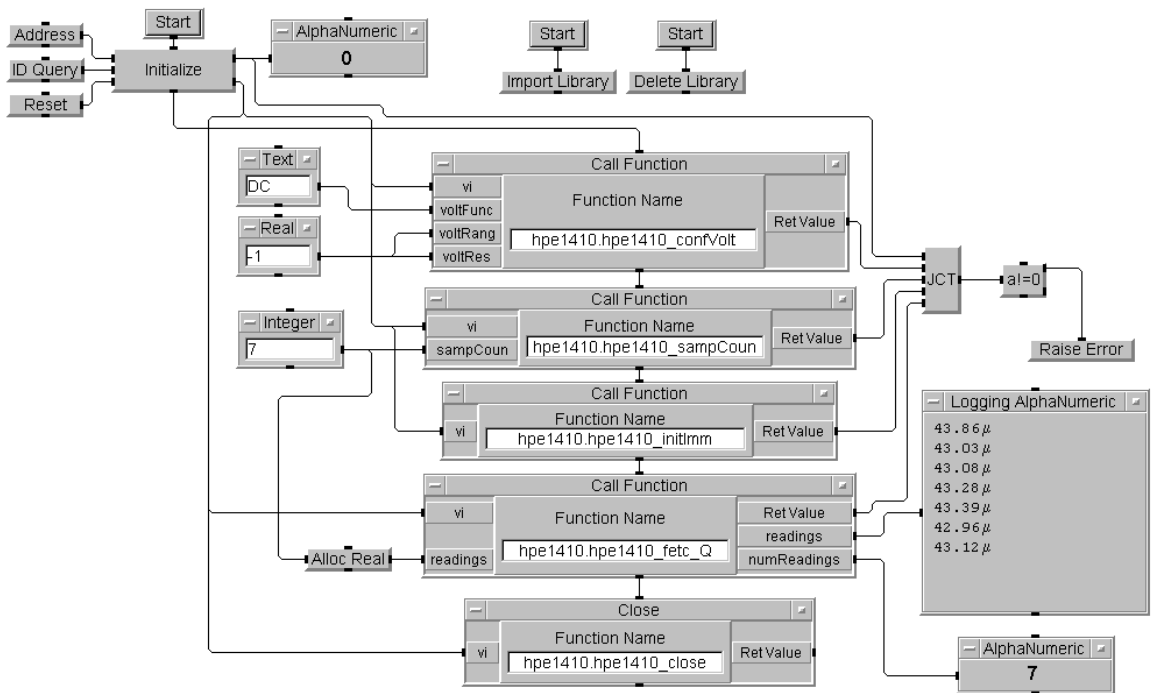 Start
AlphaNumeric
0
Start
Start
Address
ID Query
Reset
Initialize
Import Library
Delete Library
Text
DC
Real
-1
Call Function
vi
voltFunc
voltRang
voltRes
Function Name
hpe1410.hpe1410_confVolt
Ret Value
JCT
a!=0
Raise Error
Integer
7
Call Function
vi
sampCoun
Function Name
hpe1410.hpe1410_sampCoun
Ret Value
Call Function
vi
Function Name
hpe1410.hpe1410_initImm
Ret Value
Logging AlphaNumeric
43.86μ
43.03μ
43.08μ
43.28μ
43.39μ
42.96μ
43.12μ
Alloc Real
Call Function
vi
readings
Function Name
hpe1410.hpe1410_fetc_Q
Ret Value
readings
numReadings
Close
vi
Function Name
hpe1410.hpe1410_close
Ret Value
AlphaNumeric
7